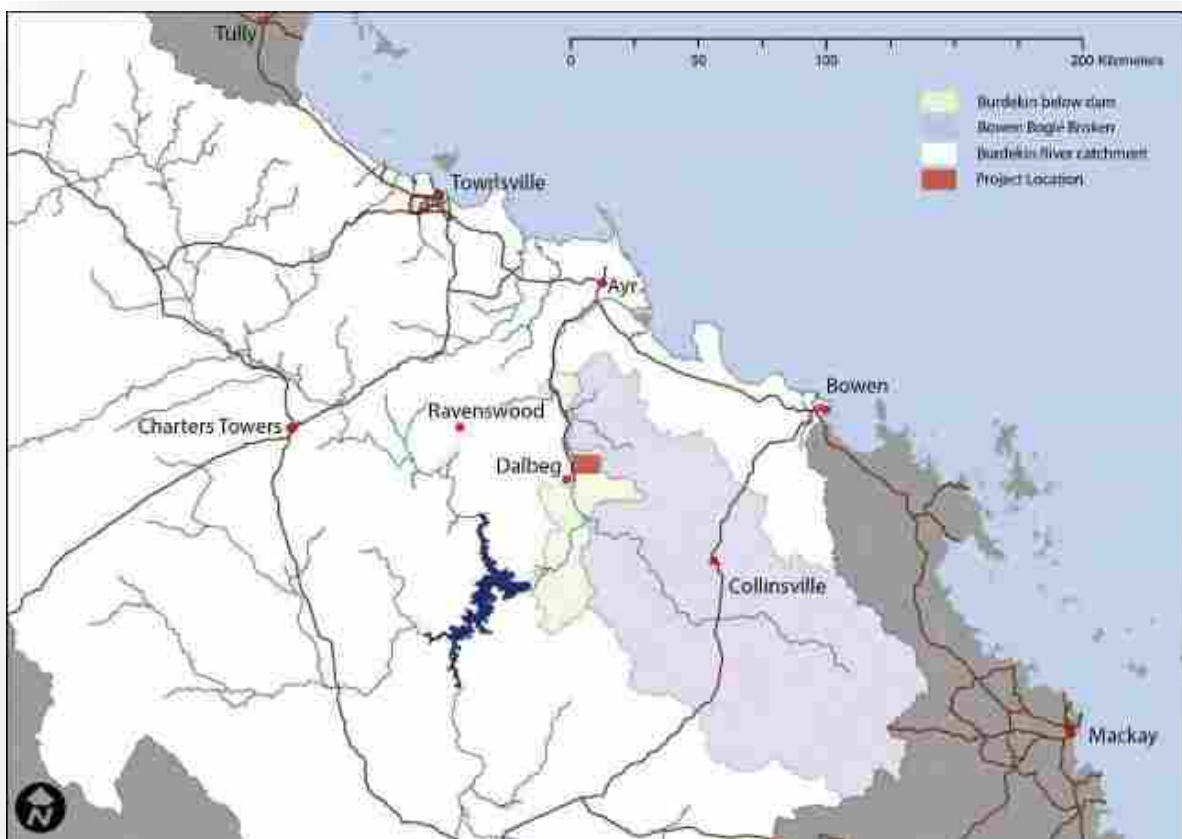 Tully
0 50 100 200 Kilometers
Burdekin below dam
Bowen Bogie Broken
Burdekin River catchment
Project Location
Townsville
Ayr
Bowen
Ravenswood
Charters Towers
Dalbeg
Collinsville
Mackay
N